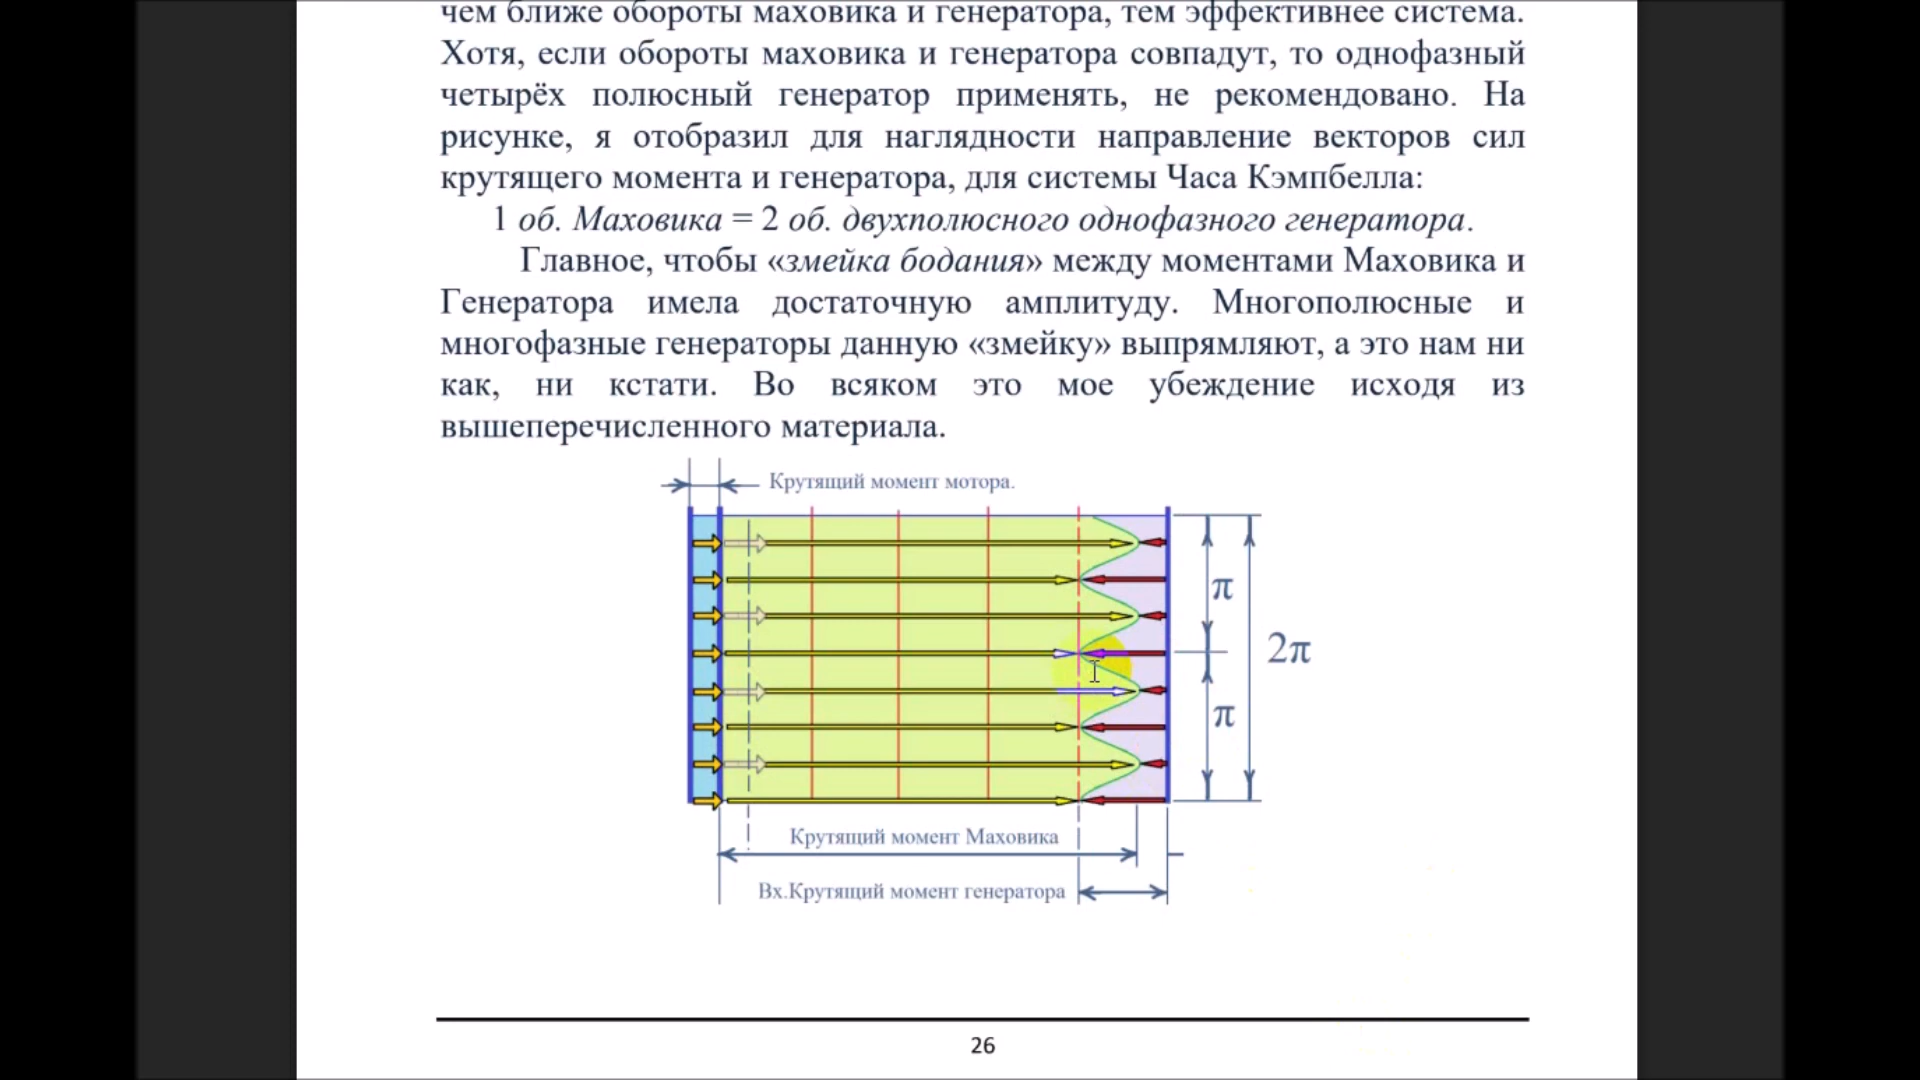 чем ближе обороты маховика и генератора, тем эффективнее система.
Хотя, если обороты маховика и генератора совпадут, то однофазный
четырёх полюсный генератор применять, не рекомендовано. На
рисунке, я отобразил для наглядности направление векторов сил
крутящего момента и генератора, для системы Часа Кэмпбелла:
1 об. Маховика = 2 об. двухполюсного однофазного генератора.
Главное, чтобы «змейка бодания» между моментами Маховика и
Генератора имела достаточную амплитуду. Многополюсные и
многофазные генераторы данную «змейку» выпрямляют, а это нам ни
как, ни кстати. Во всяком это мое убеждение исходя из
вышеперечисленного материала.
Крутящий момент мотора.
π
2π
π
Крутящий момент Маховика
Вх.Крутящий момент генератора
26